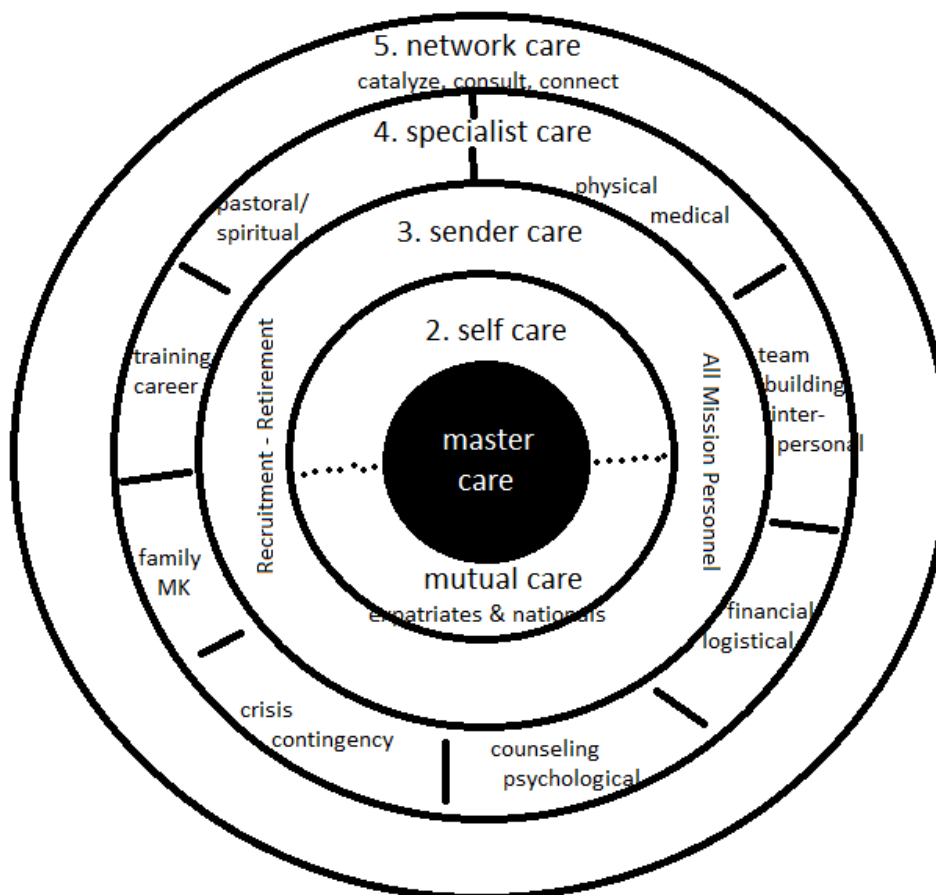 5. network care
catalyze, consult, connect
4. specialist care
physical
medical
pastoral/
spiritual
3. sender care
2. self care
training
career
team
building
inter-
personal
Recruitment - Retirement
All Mission Personnel
master
care
mutual care
expatriates & nationals
family
MK
financial
logistical
crisis
contingency
counseling
psychological